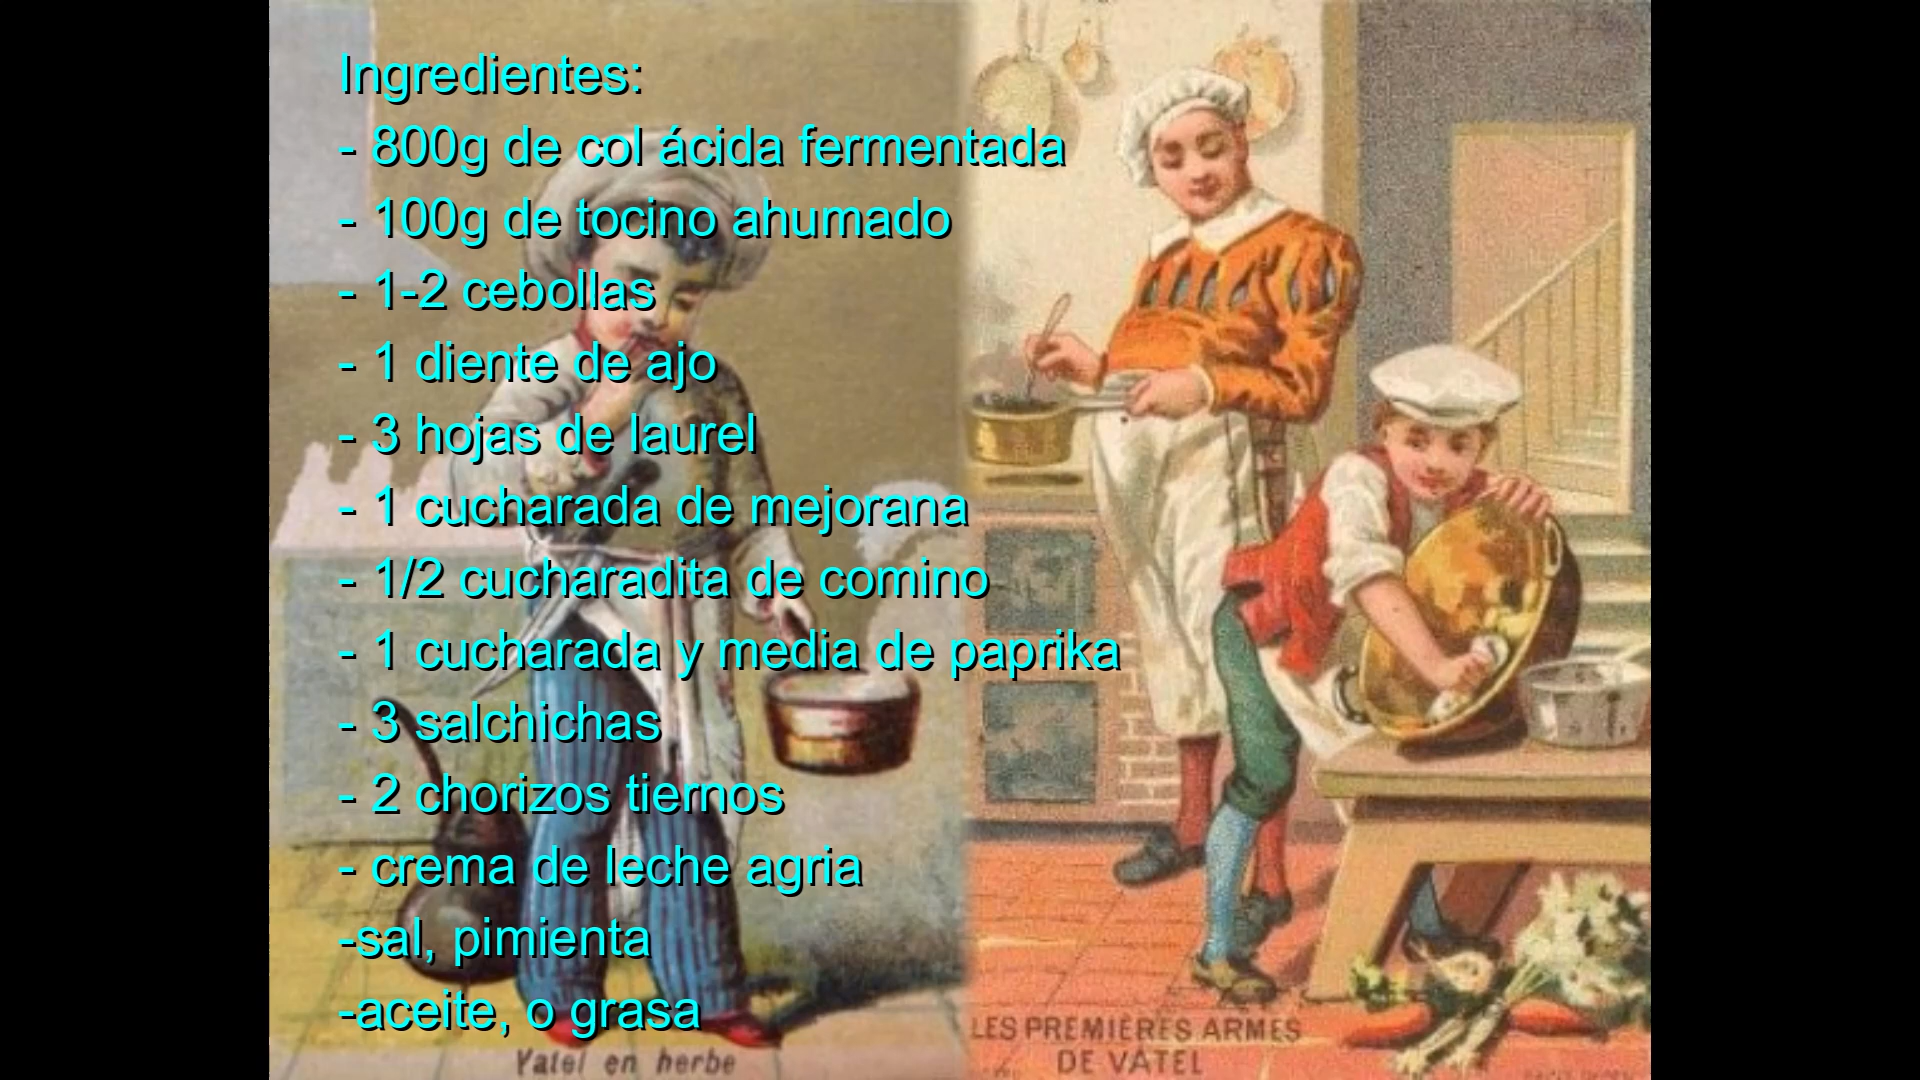 Ingredientes:
- 800g de col ácida fermentada
- 100g de tocino ahumado
- 1-2 cebollas
- 1 diente de ajo
- 3 hojas de laurel
- 1 cucharada de mejorana
- 1/2 cucharadita de comino
- 1 cucharada y media de paprika
- 3 salchichas
- 2 chorizos tiernos
- crema de leche agria
-sal, pimienta
-aceite, o grasa
Vatel en herbe
LES PREMIÈRES ARMES
DE VATEL